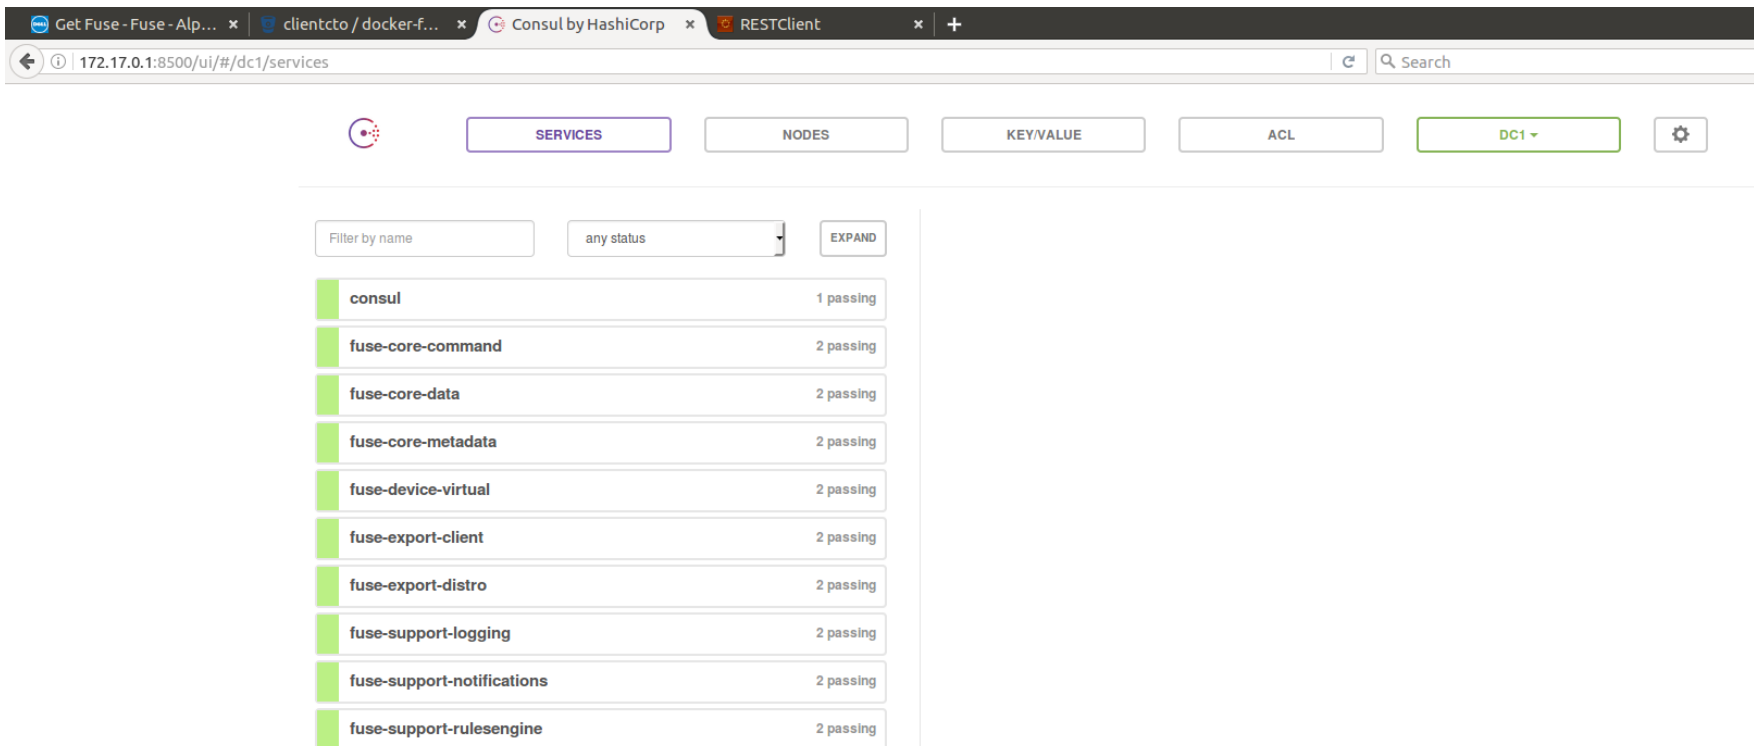 Get Fuse - Fuse - Alp... clientcto / docker-f... Consul by HashiCorp RESTClient
172.17.0.1:8500/ui/#/dc1/services Search
SERVICES NODES KEY/VALUE ACL DC1
Filter by name any status EXPAND
consul 1 passing
fuse-core-command 2 passing
fuse-core-data 2 passing
fuse-core-metadata 2 passing
fuse-device-virtual 2 passing
fuse-export-client 2 passing
fuse-export-distro 2 passing
fuse-support-logging 2 passing
fuse-support-notifications 2 passing
fuse-support-rulesengine 2 passing